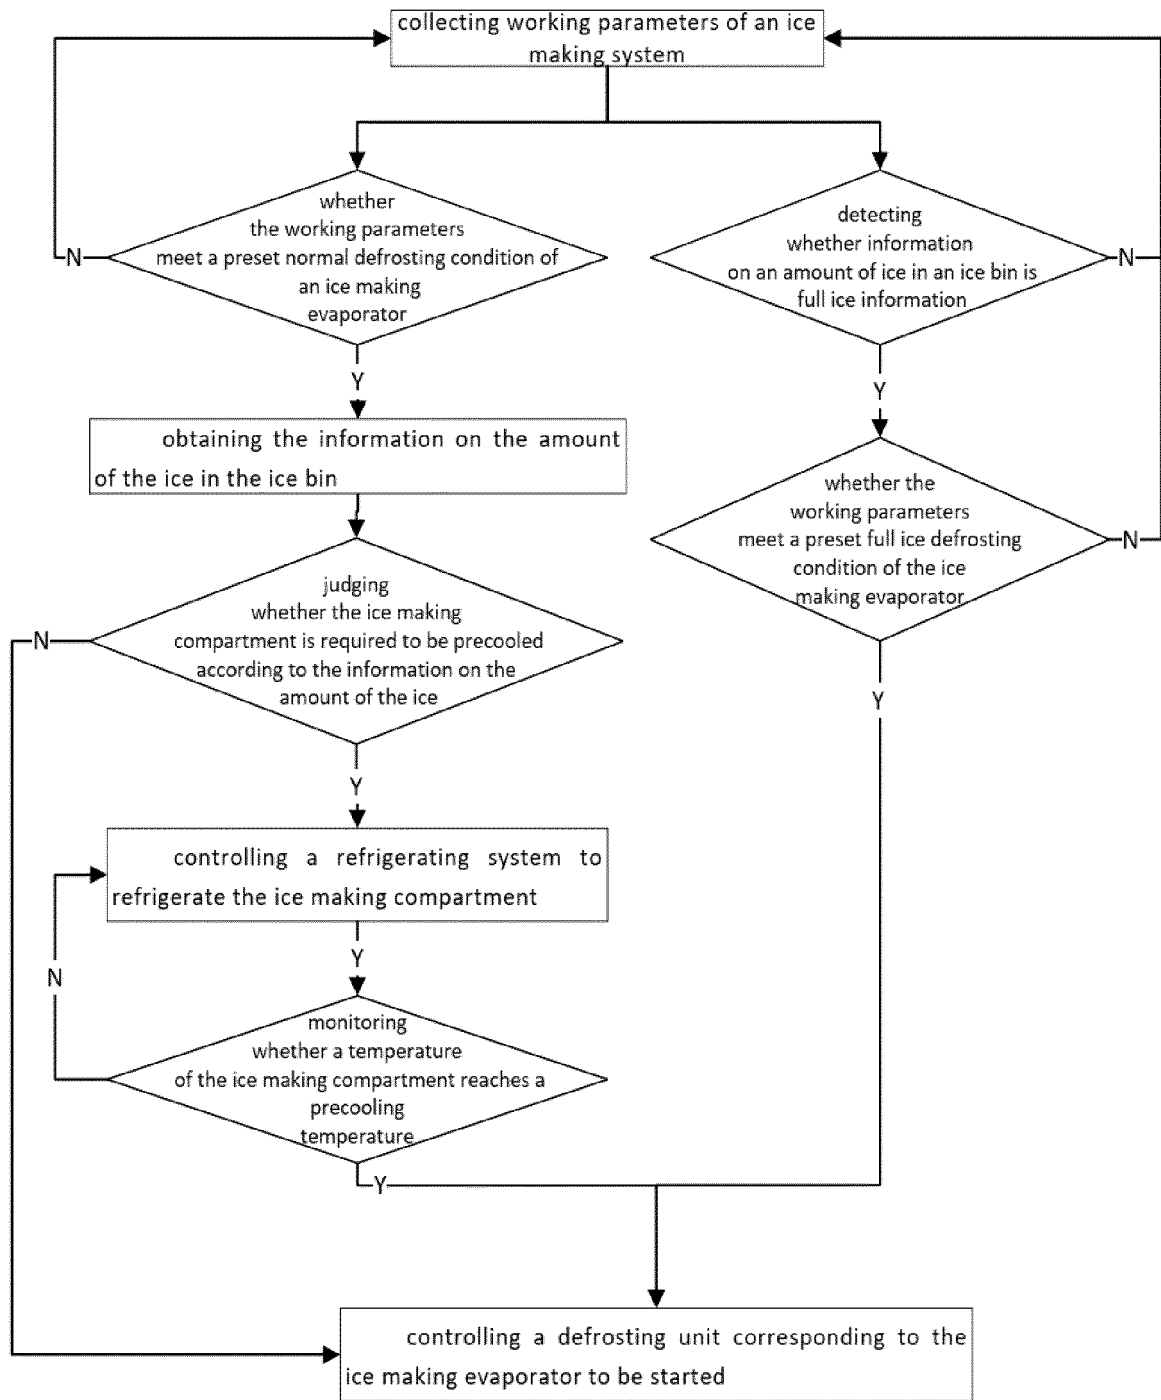 collecting working parameters of an ice
making system
whether
the working parameters
meet a preset normal defrosting condition of
an ice making
evaporator
N
Y
detecting
whether information
on an amount of ice in an ice bin is
full ice information
N
Y
obtaining the information on the amount
of the ice in the ice bin
whether the
working parameters
meet a preset full ice defrosting
condition of the ice
making evaporator
N
Y
judging
whether the ice making
compartment is required to be precooled
according to the information on the
amount of the ice
N
Y
controlling a refrigerating system to
refrigerate the ice making compartment
Y
N
monitoring
whether a temperature
of the ice making compartment reaches a
precooling
temperature
Y
controlling a defrosting unit corresponding to the
ice making evaporator to be started